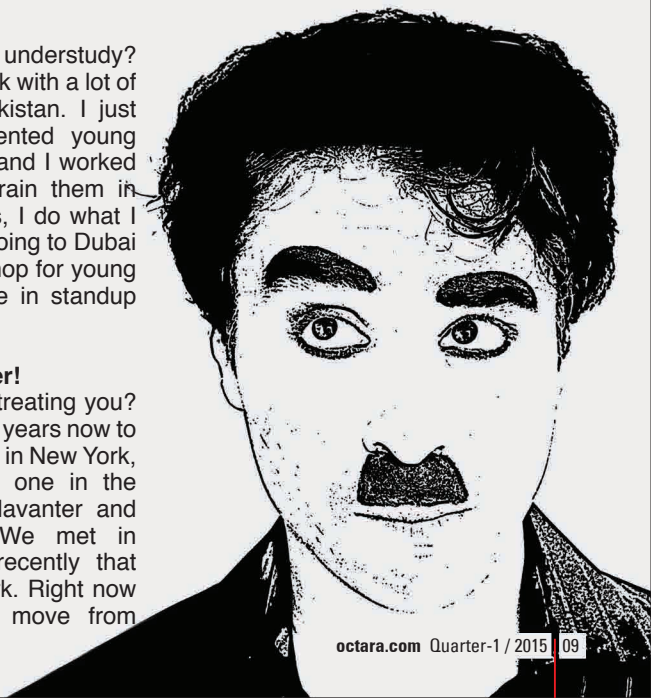 understudy?
k with a lot of
kistan. I just
ented young
and I worked
rain them in
s, I do what I
oing to Dubai
hop for young
e in standup
er!
treating you?
years now to
in New York,
one in the
lavanter and
We met in
recently that
rk. Right now
move from
octara.com Quarter-1 / 2015 09